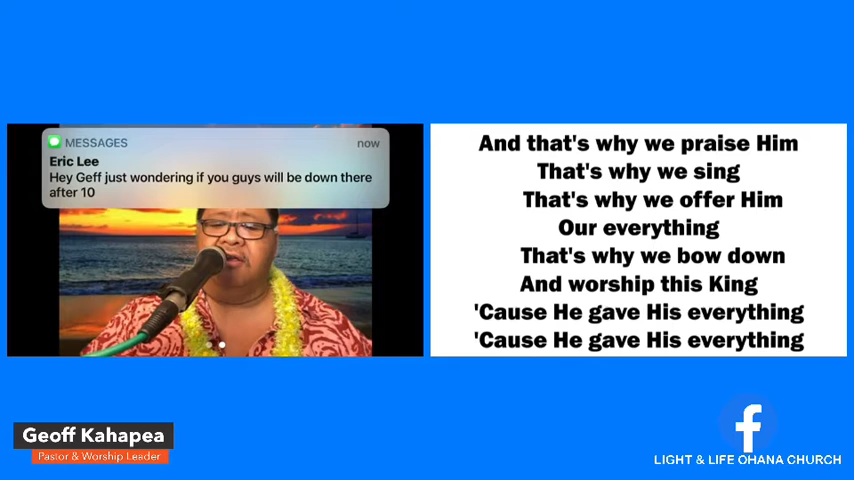 MESSAGES
now
Eric Lee
Hey Geff just wondering if you guys will be down there
after 10
And that's why we praise Him
That's why we sing
That's why we offer Him
Our everything
That's why we bow down
And worship this King
'Cause He gave His everything
'Cause He gave His everything
Geoff Kahapea
Pastor & Worship Leader
f
LIGHT & LIFE OHANA CHURCH